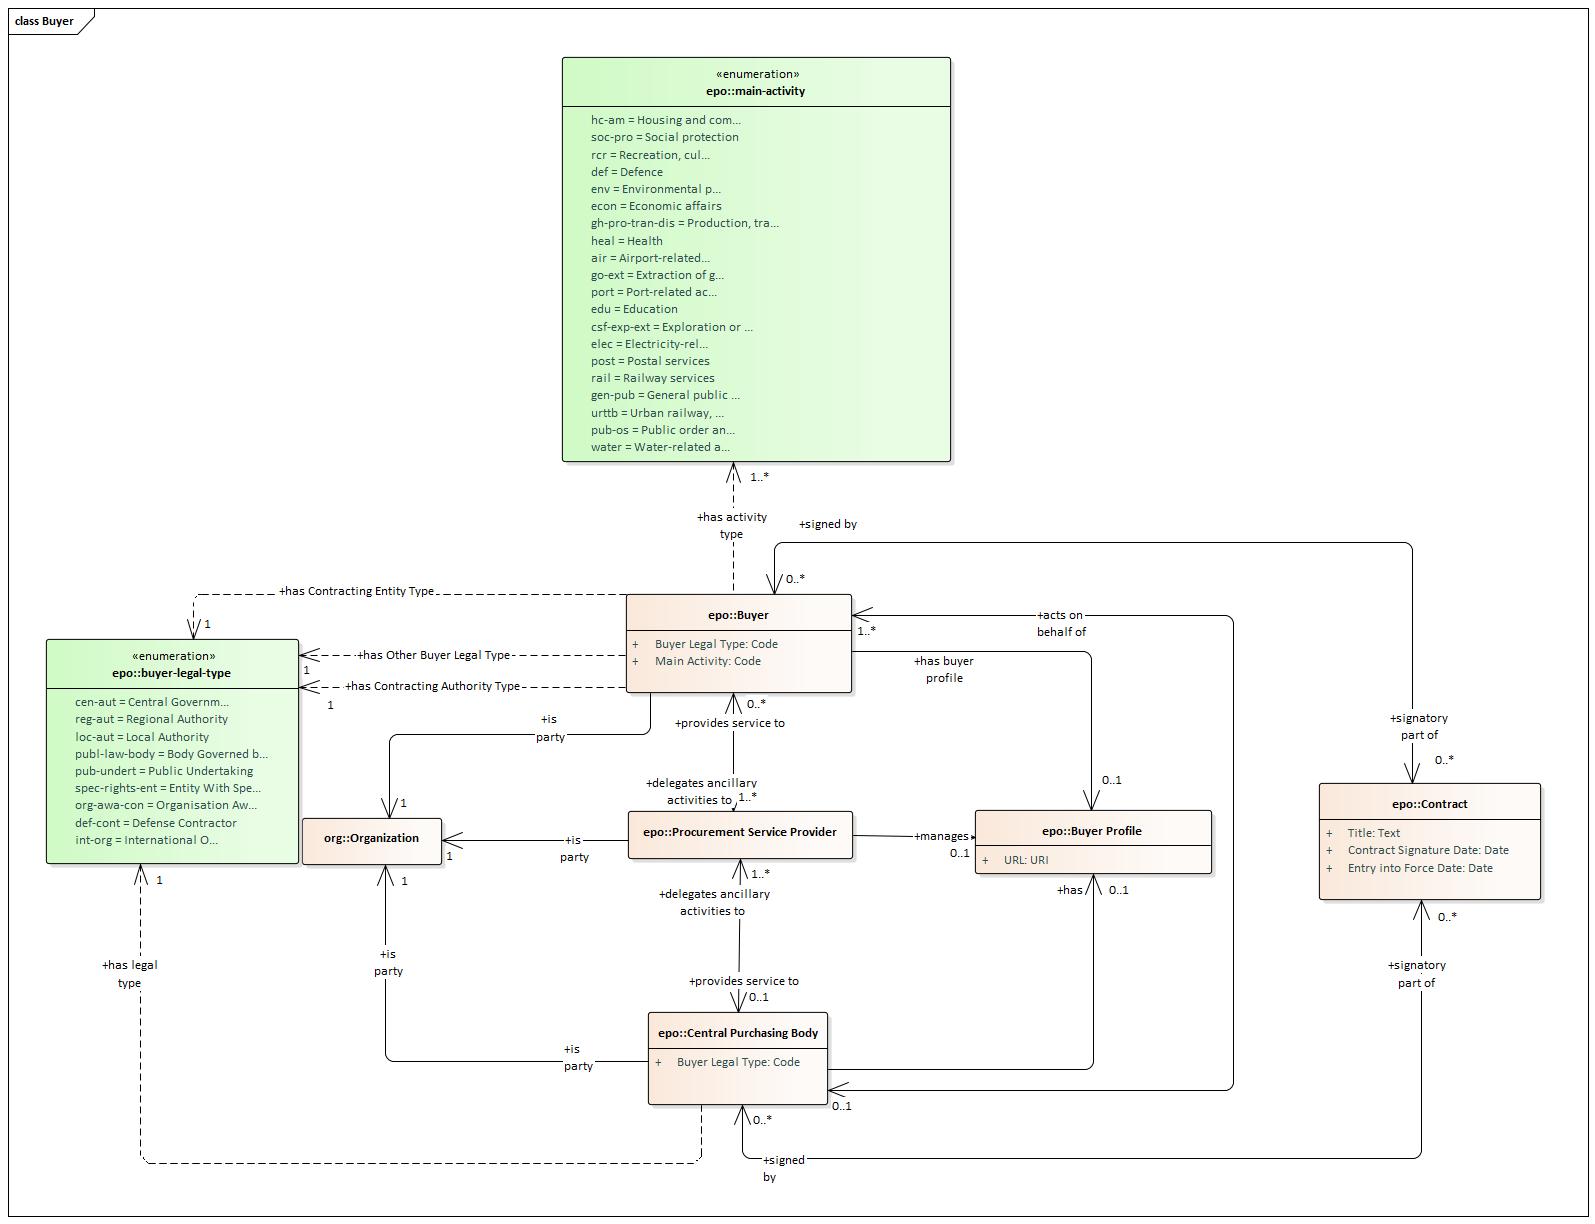 class Buyer
«enumeration»
epo::main-activity
hc-am = Housing and com...
soc-pro = Social protection
rcr = Recreation, cul...
def = Defence
env = Environmental p...
econ = Economic affairs
gh-pro-tran-dis = Production, tra...
heal = Health
air = Airport-related...
go-ext = Extraction of g...
port = Port-related ac...
edu = Education
csf-exp-ext = Exploration or ...
elec = Electricity-rel...
post = Postal services
rail = Railway services
gen-pub = General public ...
urttb = Urban railway, ...
pub-os = Public order an...
water = Water-related a...
1..*
+has activity
type
+signed by
0..*
+has Contracting Entity Type
1
+has Other Buyer Legal Type
1
+has Contracting Authority Type
1
epo::Buyer
+ Buyer Legal Type: Code
+ Main Activity: Code
+acts on
behalf of
1..*
+has buyer
profile
«enumeration»
epo::buyer-legal-type
cen-aut = Central Governm...
reg-aut = Regional Authority
loc-aut = Local Authority
publ-law-body = Body Governed b...
pub-undert = Public Undertaking
spec-rights-ent = Entity With Spe...
org-awa-con = Organisation Aw...
def-cont = Defense Contractor
int-org = International O...
+is
party
1
0..*
+provides service to
+delegates ancillary
activities to
1..*
0..1
+signatory
part of
0..*
org::Organization
epo::Procurement Service Provider
+is
party
1
+manages
0..1
epo::Buyer Profile
+ URL: URI
epo::Contract
+ Title: Text
+ Contract Signature Date: Date
+ Entry into Force Date: Date
1
1
1..*
+delegates ancillary
activities to
+has
0..1
0..*
+has legal
type
+is
party
+provides service to
0..1
+signatory
part of
epo::Central Purchasing Body
+ Buyer Legal Type: Code
+is
party
0..1
0..*
+signed
by